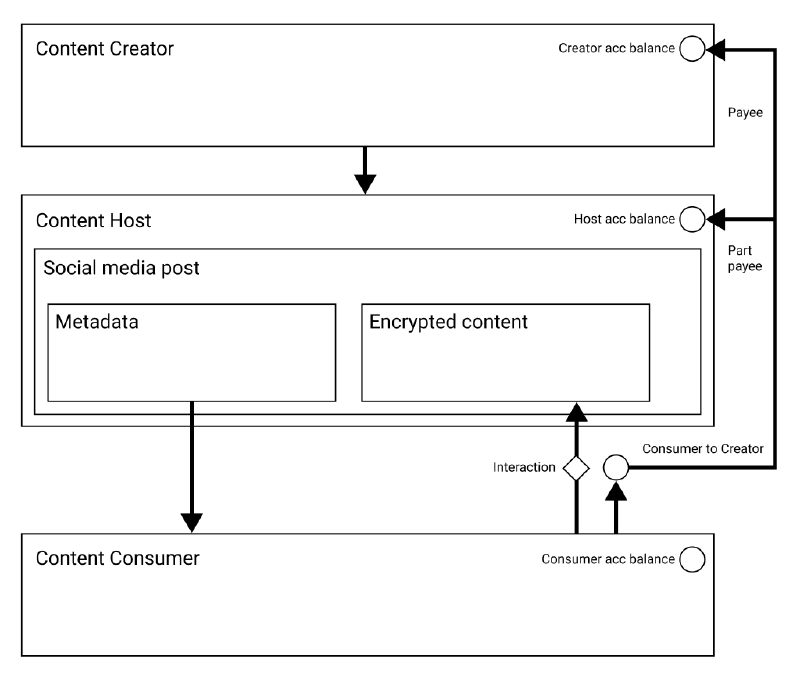 Content Creator
Creator acc balance
Payee
Content Host
Host acc balance
Part
payee
Social media post
Metadata
Encrypted content
Consumer to Creator
Interaction
Content Consumer
Consumer acc balance